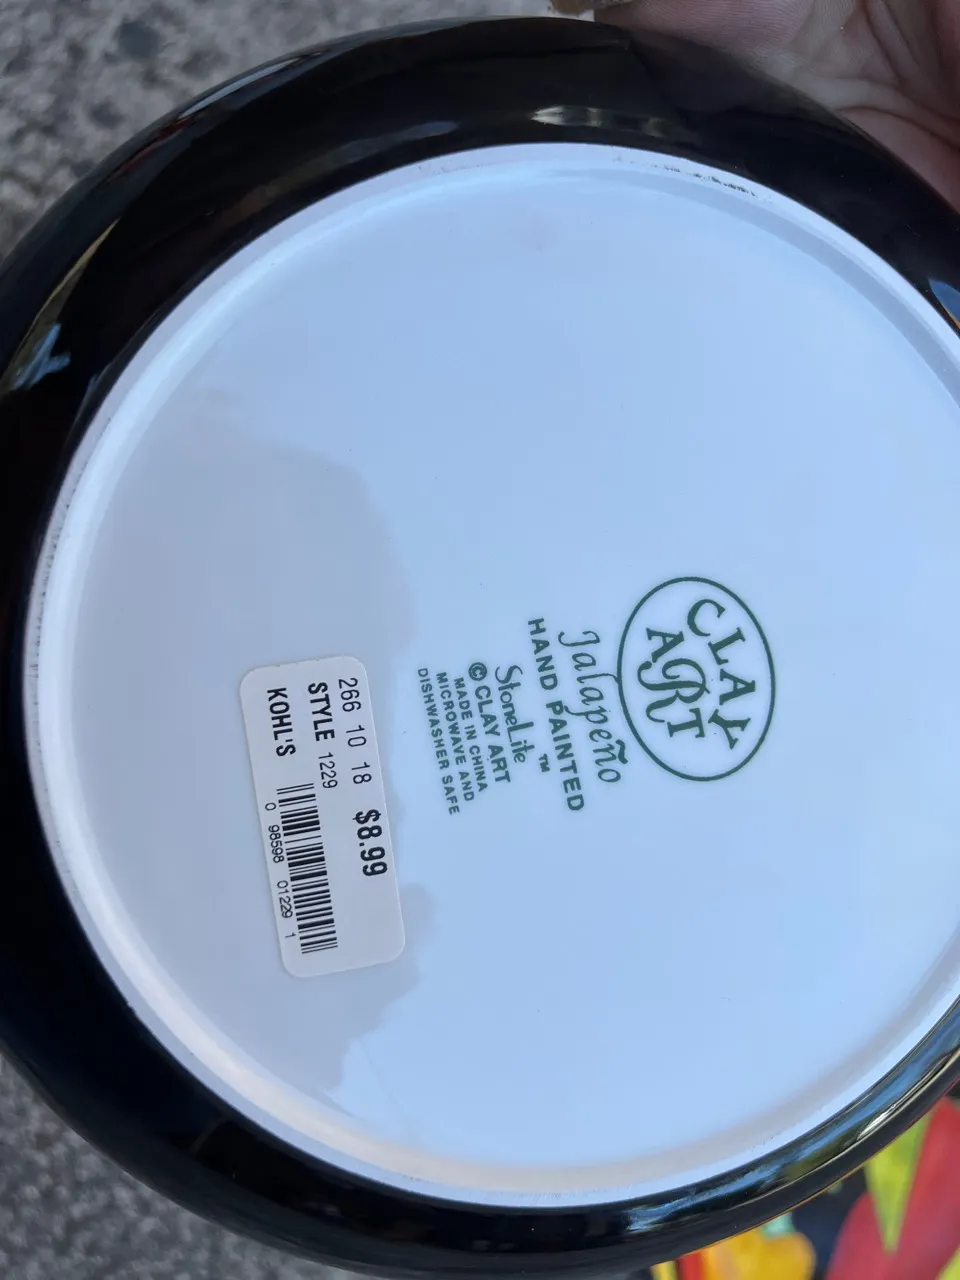 CLAY
ART
Jalapeño
HAND PAINTED
StoneLite™
© CLAY ART
MADE IN CHINA
MICROWAVE AND
DISHWASHER SAFE
266 10 18 $8.99
STYLE 1229
KOHL'S
0 98598 01229 1